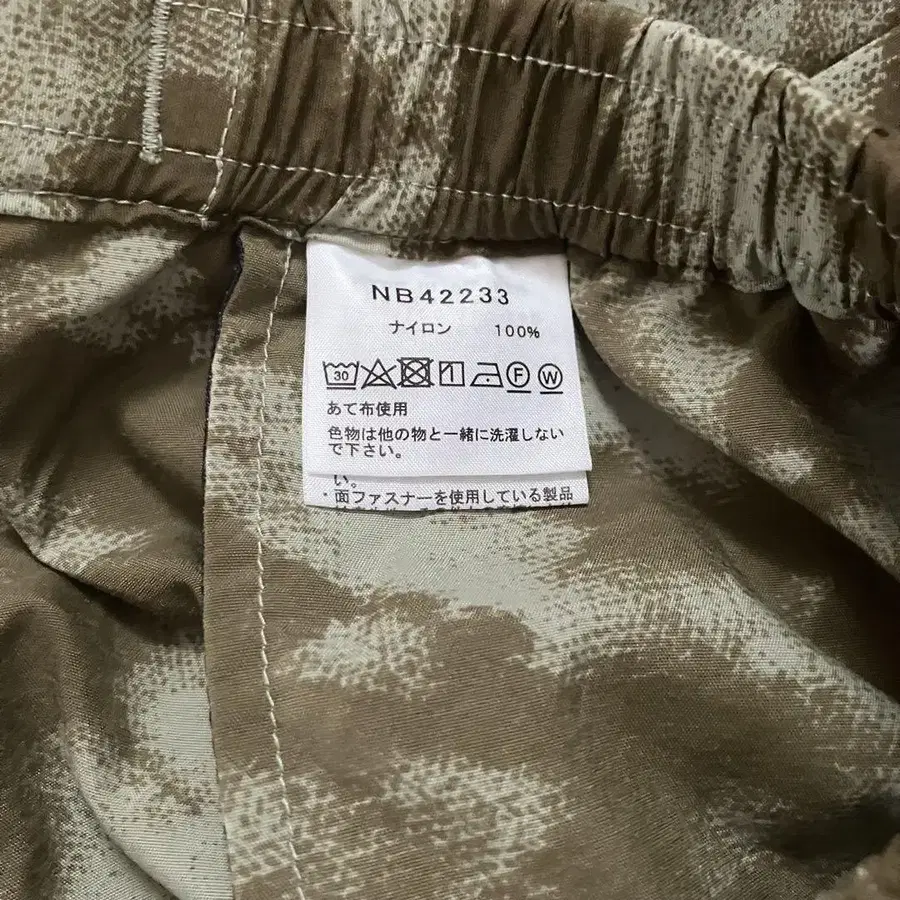 NB42233
ナイロン 100%
30 F W
あて布使用
色物は他の物と一緒に洗濯しない
で下さい。
い。
・面ファスナーを使用している製品